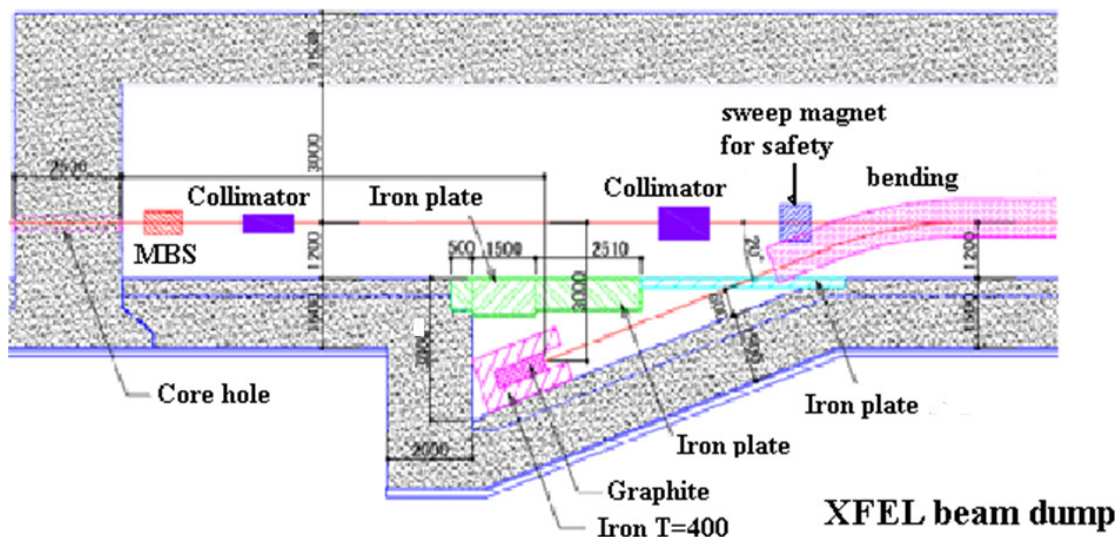 sweep magnet
for safety
2500
3000
Collimator
Iron plate
Collimator
bending
MBS
1200
500
1500
2510
3000
20°
1200
Core hole
2000
Iron plate
Iron plate
Graphite
Iron T=400
XFEL beam dump